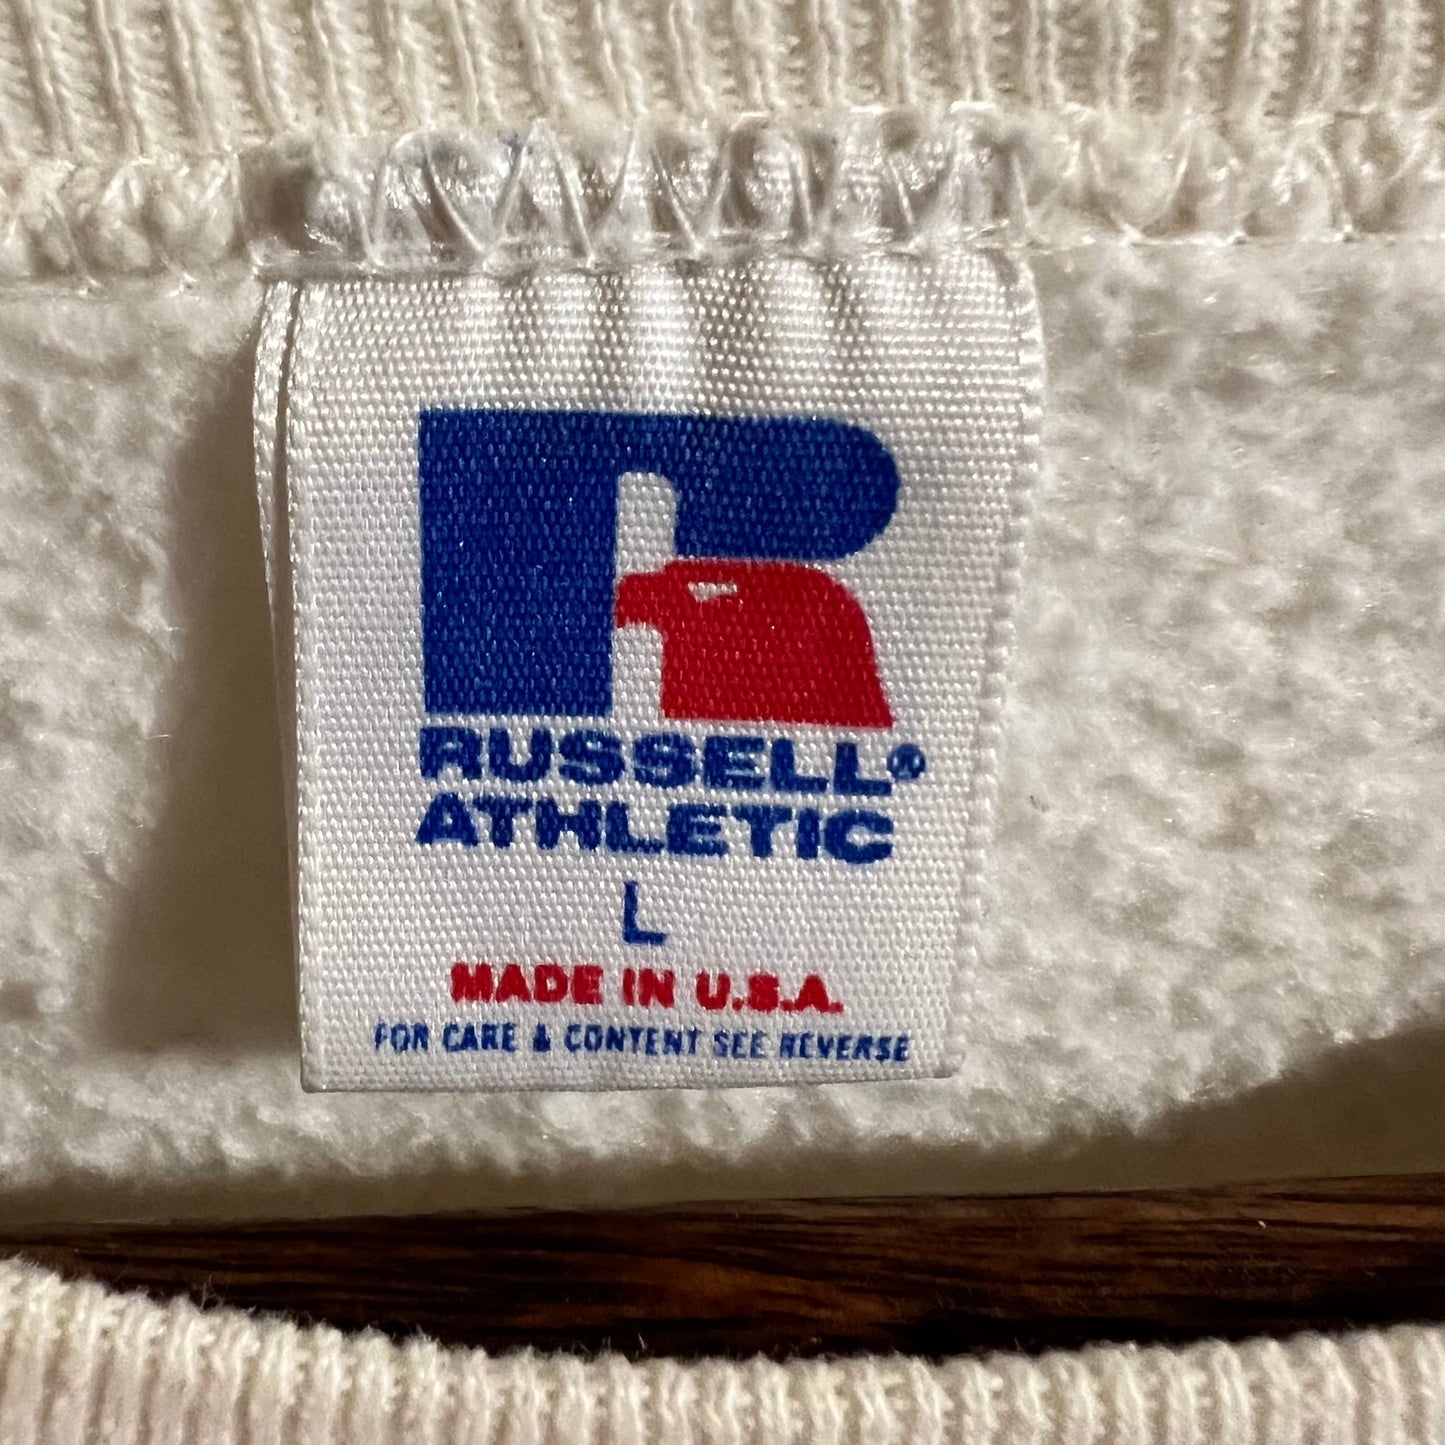 RUSSELL®
ATHLETIC
L
MADE IN U.S.A.
FOR CARE & CONTENT SEE REVERSE